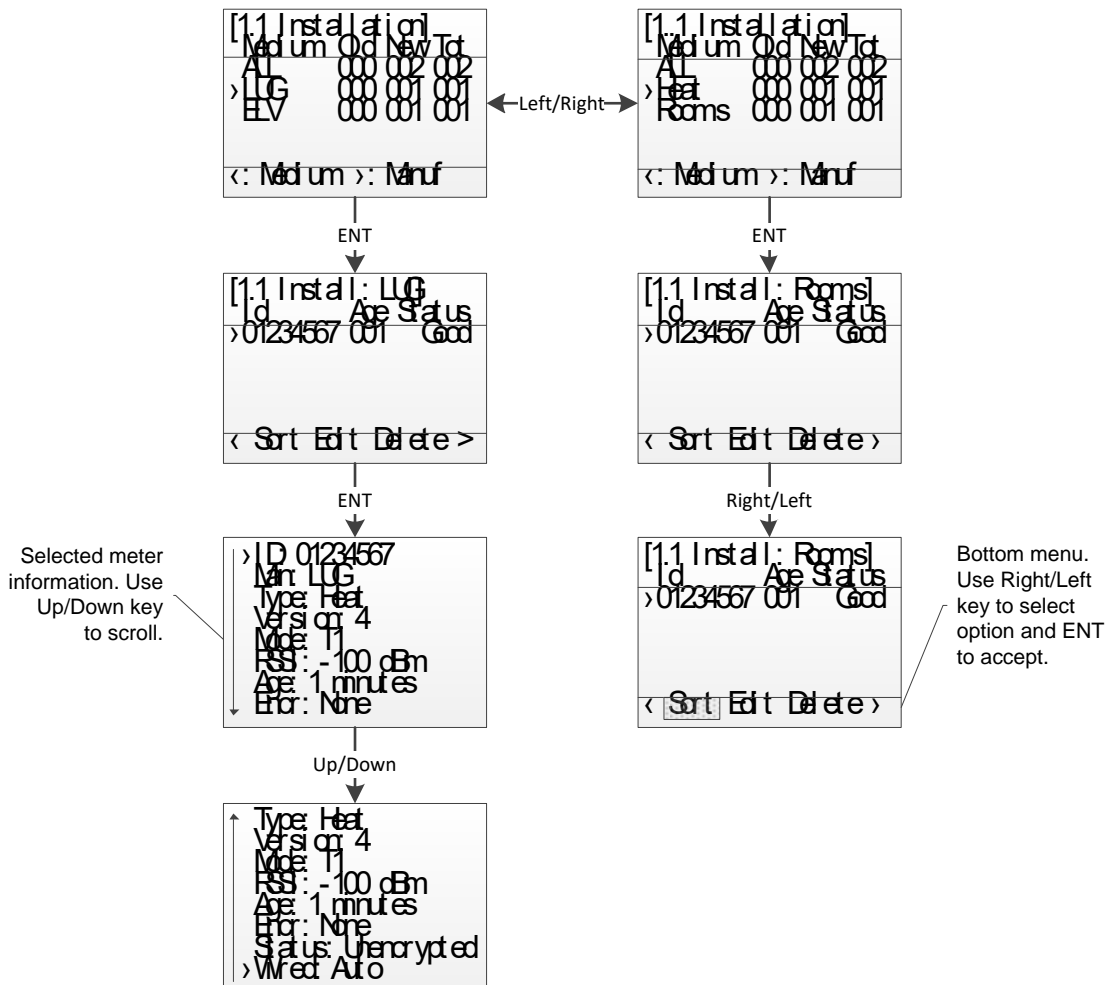 [1.1 Installation]
Medium Old New Tot
ALL 000 002 002
›LUG 000 001 001
ELV 000 001 001
‹: Medium ›: Manuf
Left/Right
[1.1 Installation]
Medium Old New Tot
ALL 000 002 002
›Heat 000 001 001
Rooms 000 001 001
‹: Medium ›: Manuf
ENT
ENT
[1.1 Install: LUG]
Id Age Status
›01234567 001 Good
‹ Sort Edit Delete >
[1.1 Install: Rooms]
Id Age Status
›01234567 001 Good
‹ Sort Edit Delete ›
ENT
Right/Left
Selected meter
information. Use
Up/Down key
to scroll.
›ID: 01234567
Man: LUG
Type: Heat
Version: 4
Mode: T1
RSSI: -100 dBm
Age: 1 minutes
Error: None
[1.1 Install: Rooms]
Id Age Status
›01234567 001 Good
‹ Sort Edit Delete ›
Bottom menu.
Use Right/Left
key to select
option and ENT
to accept.
Up/Down
Type: Heat
Version: 4
Mode: T1
RSSI: -100 dBm
Age: 1 minutes
Error: None
Status: Unencrypted
›Wired: Auto